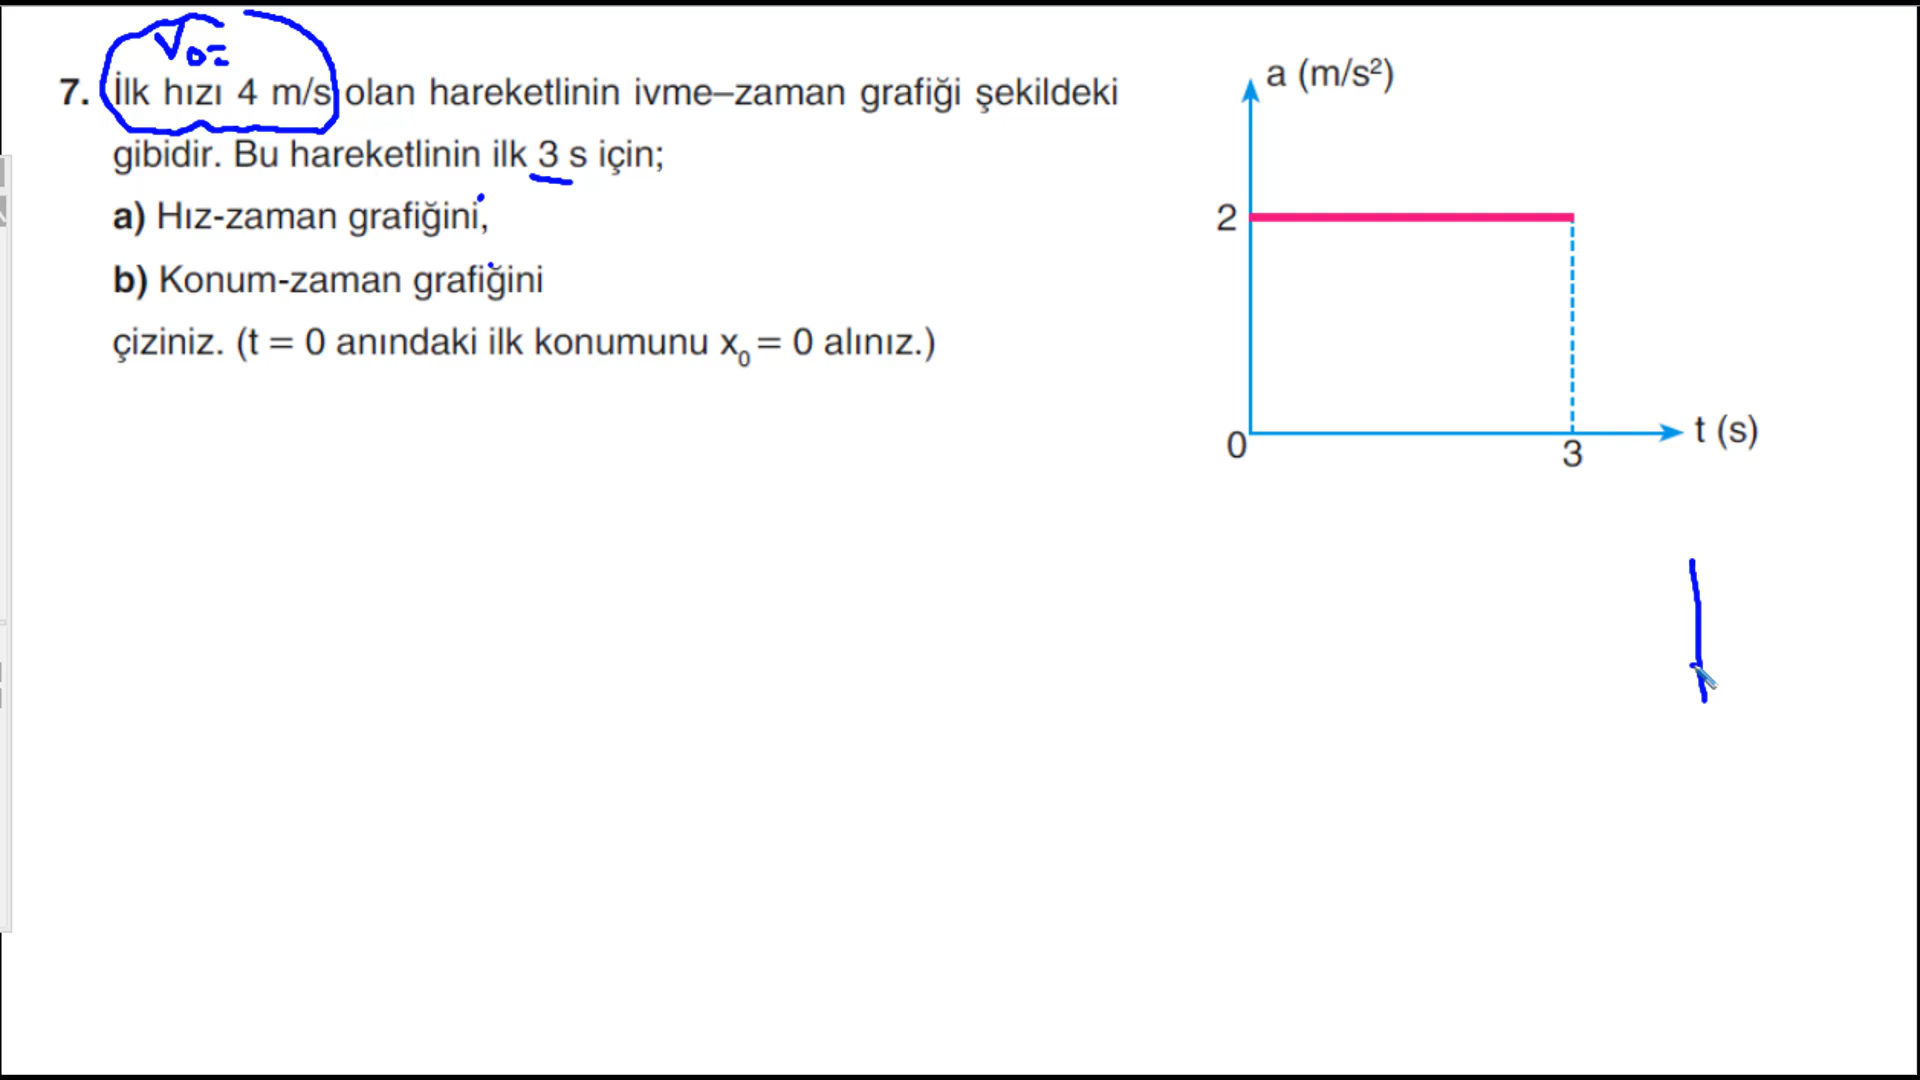 V₀=
7. İlk hızı 4 m/s olan hareketlinin ivme–zaman grafiği şekildeki
gibidir. Bu hareketlinin ilk 3 s için;
a) Hız-zaman grafiğini,
b) Konum-zaman grafiğini
çiziniz. (t = 0 anındaki ilk konumunu x₀ = 0 alınız.)
a (m/s²)
2
0
3
t (s)